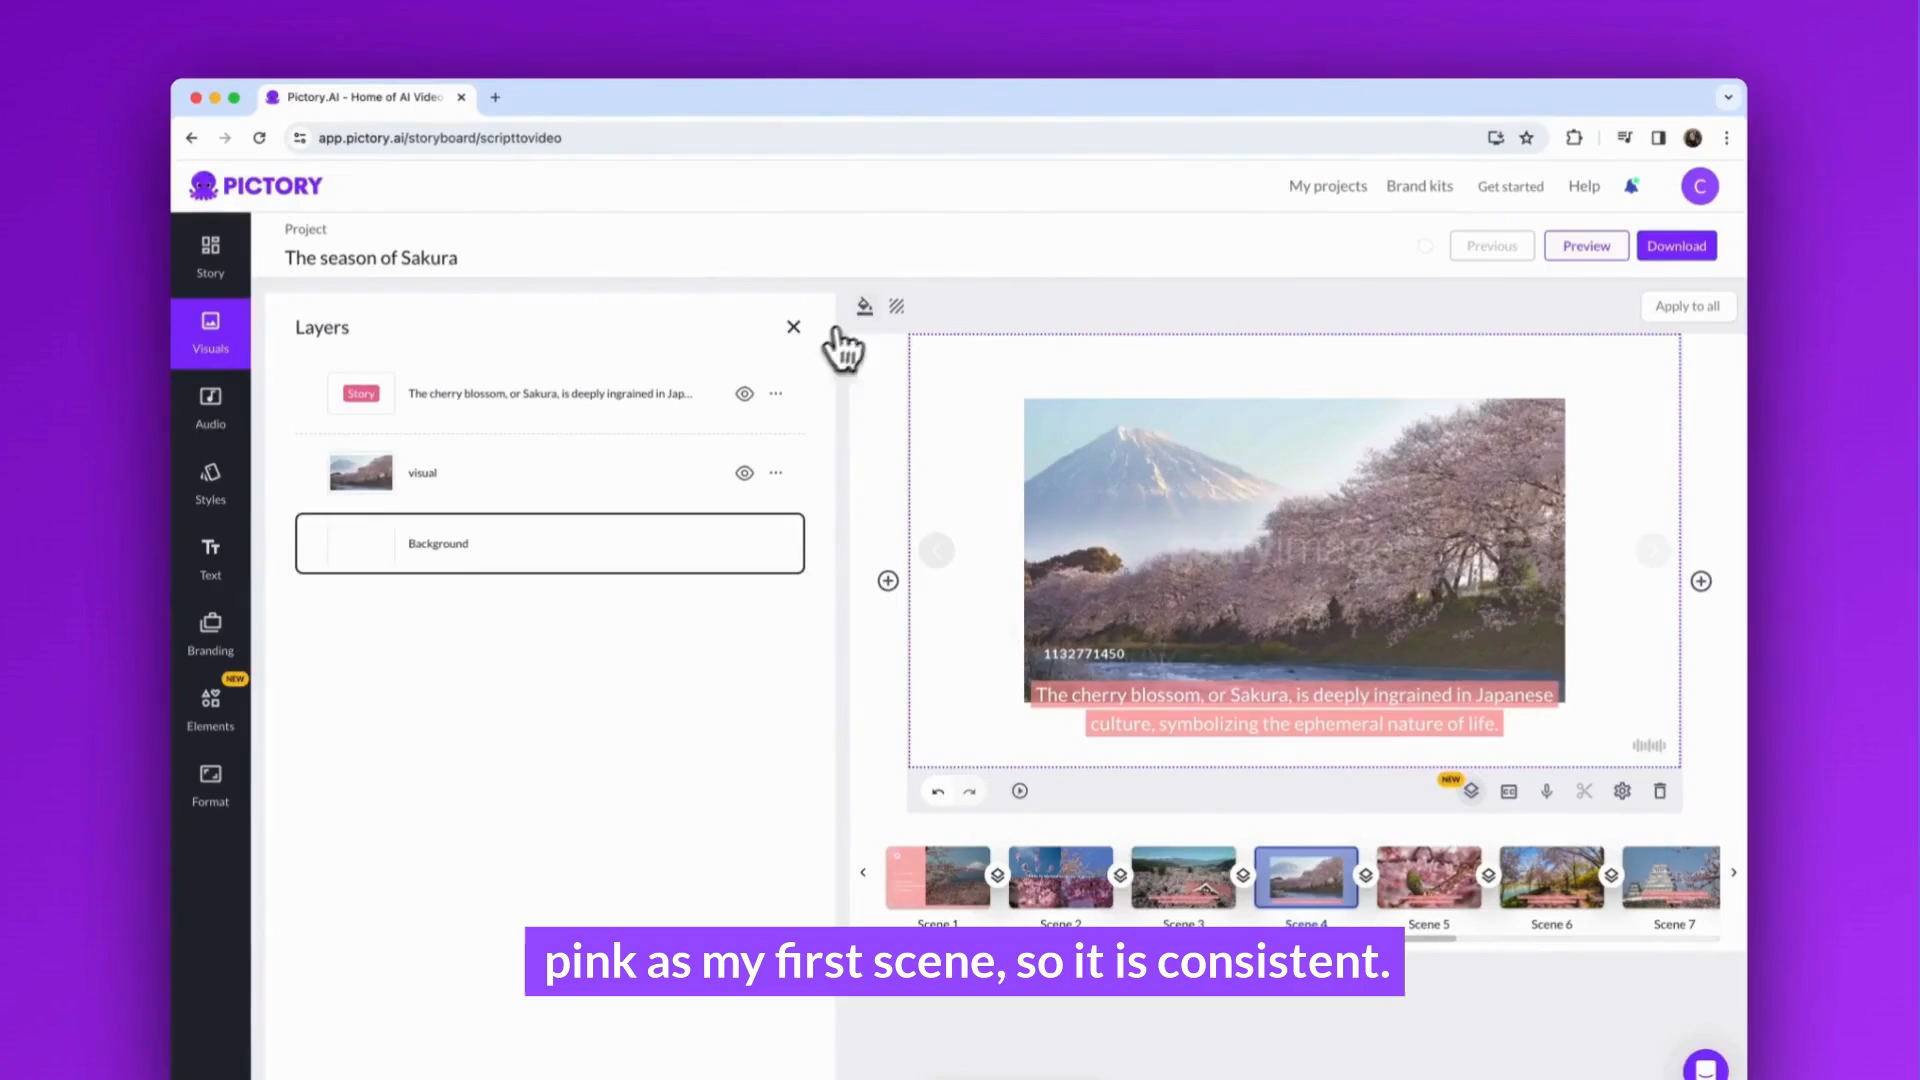 Pictory.AI - Home of AI Video
app.pictory.ai/storyboard/scripttovideo
PICTORY
My projects
Brand kits
Get started
Help
C
Project
The season of Sakura
Previous
Preview
Download
Story
Visuals
Audio
Styles
Text
Branding
NEW
Elements
Format
Layers
Story
The cherry blossom, or Sakura, is deeply ingrained in Jap...
visual
Background
Apply to all
1132771450
The cherry blossom, or Sakura, is deeply ingrained in Japanese
culture, symbolizing the ephemeral nature of life.
NEW
CC
Scene 1
Scene 2
Scene 3
Scene 4
Scene 5
Scene 6
Scene 7
pink as my first scene, so it is consistent.